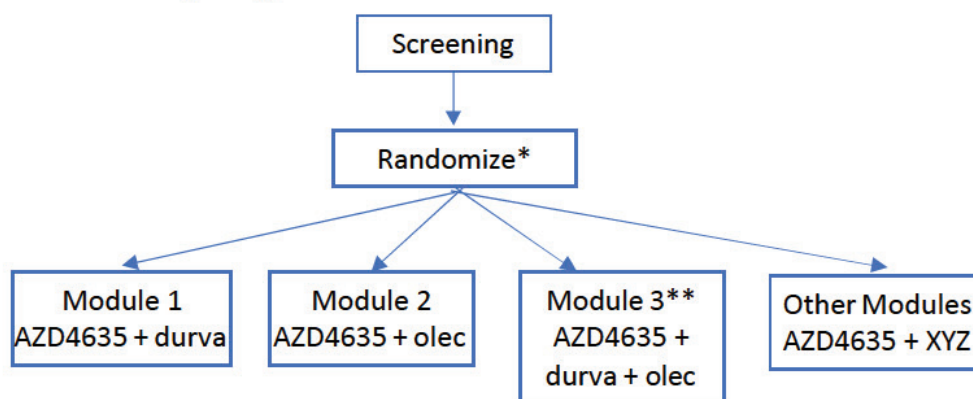 Screening
Randomize*
Module 1
AZD4635 + durva
Module 2
AZD4635 + olec
Module 3**
AZD4635 +
durva + olec
Other Modules
AZD4635 + XYZ